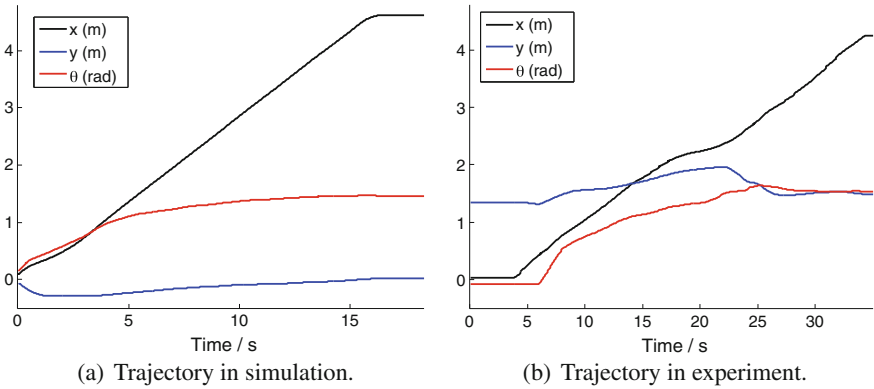 x (m)
y (m)
θ (rad)
4
3
2
1
0
0
5
10
15
Time / s
(a) Trajectory in simulation.
x (m)
y (m)
θ (rad)
4
3
2
1
0
0
5
10
15
20
25
30
Time / s
(b) Trajectory in experiment.